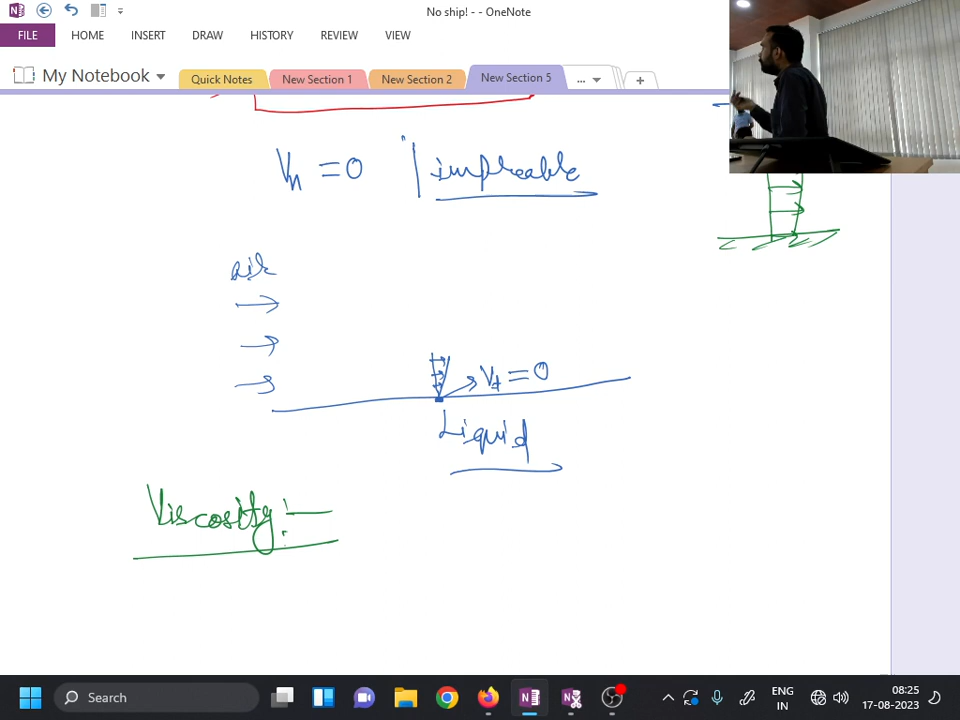 No ship! - - OneNote
FILE HOME INSERT DRAW HISTORY REVIEW VIEW
My Notebook Quick Notes New Section 1 New Section 2 New Section 5 ... +
Vn = 0
air
Vt = 0
Liquid
Viscosity :-
Search
ENG
IN
08:25
17-08-2023